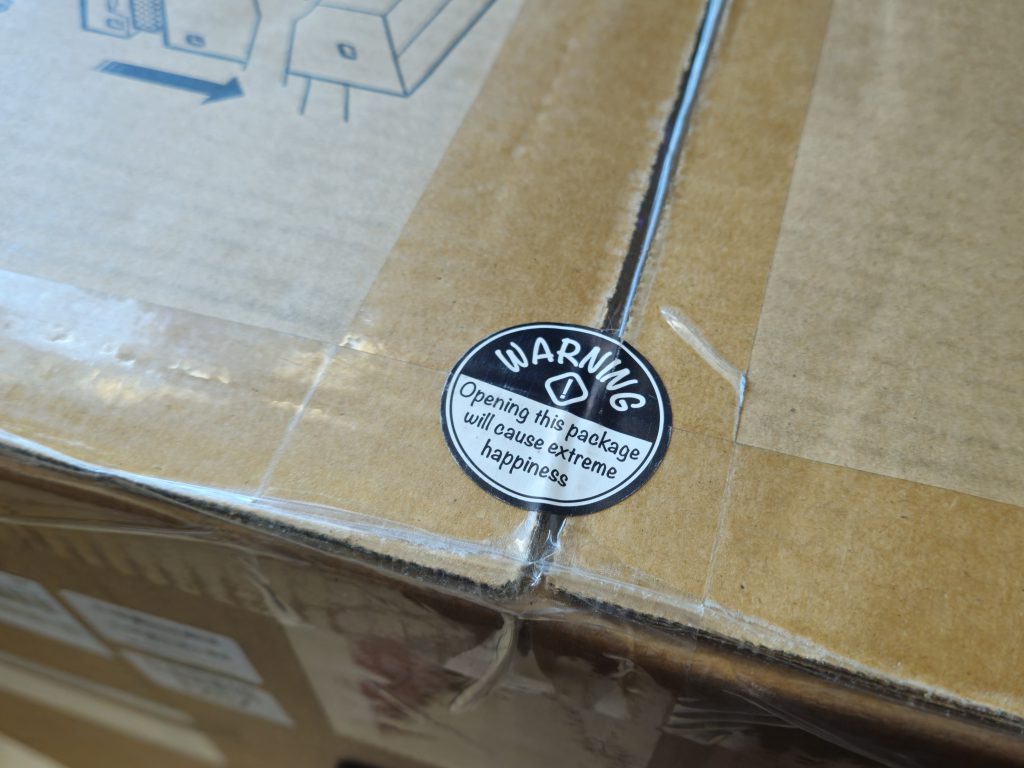 WARNING
!
Opening this package
will cause extreme
happiness